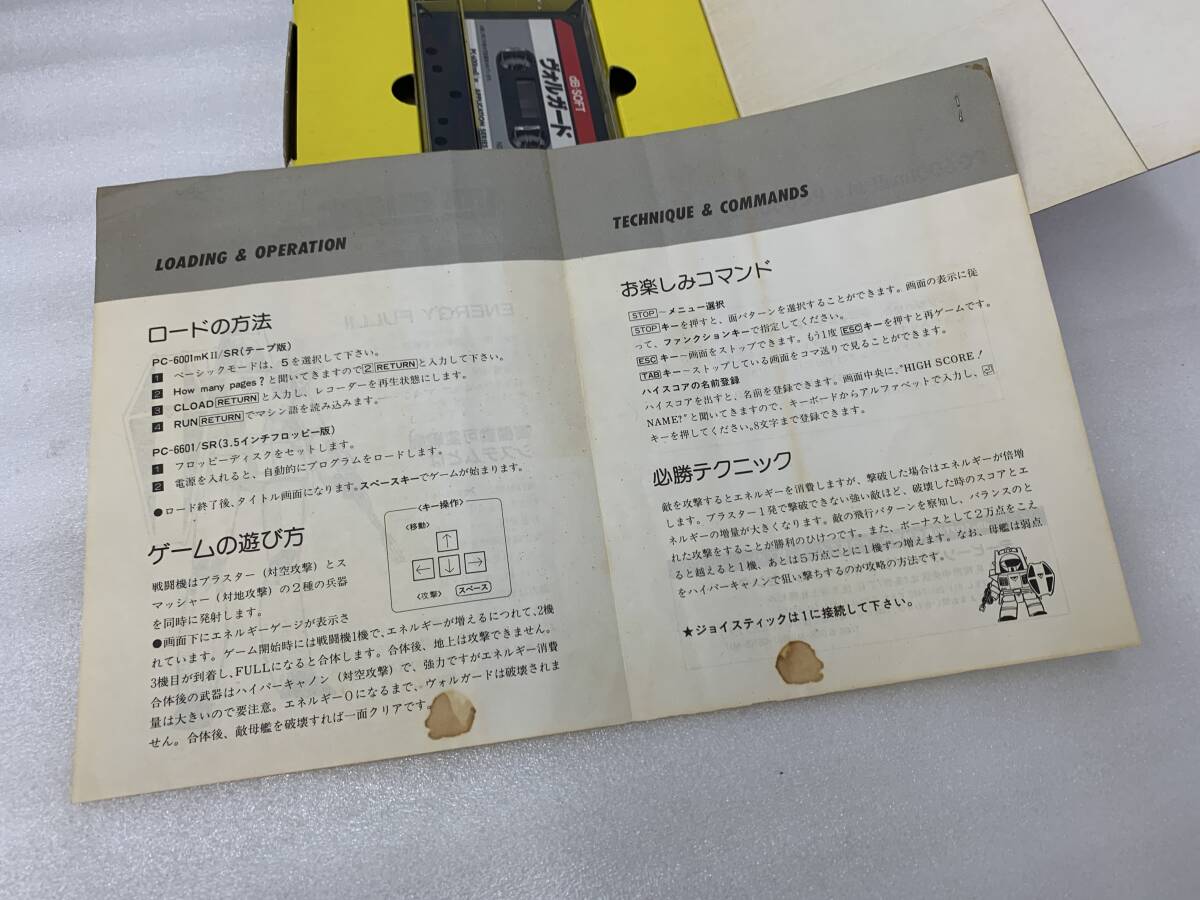 dB SOFT
ヴォルガード
APPLICATION SERIES
LOADING & OPERATION
ロードの方法
PC-6001mKII/SR(テープ版)
1 ベーシックモードは、5を選択して下さい。
2 How many pages? と聞いてきますので2 RETURNと入力して下さい。
3 CLOAD RETURNと入力し、レコーダーを再生状態にします。
4 RUN RETURNでマシン語を読み込みます。
PC-6601/SR(3.5インチフロッピー版)
1 フロッピーディスクをセットします。
2 電源を入れると、自動的にプログラムをロードします。
●ロード終了後、タイトル画面になります。スペースキーでゲームが始まります。
ゲームの遊び方
戦闘機はブラスター（対空攻撃）とス
マッシャー（対地攻撃）の2種の兵器
を同時に発射します。
●画面下にエネルギーゲージが表示さ
れています。ゲーム開始時には戦闘機1機で、エネルギーが増えるにつれて、2機
3機目が到着し、FULLになると合体します。合体後、地上は攻撃できません。
合体後の武器はハイパーキャノン（対空攻撃）で、強力ですがエネルギー消費
量は大きいので要注意。エネルギー0になるまで、ヴォルガードは破壊されま
せん。合体後、敵母艦を破壊すれば一面クリアです。
〈キー操作〉
〈移動〉
↑
← ↓ →
〈攻撃〉 スペース
TECHNIQUE & COMMANDS
お楽しみコマンド
STOP～メニュー選択
STOPキーを押すと、面パターンを選択することができます。画面の表示に従
って、ファンクションキーで指定してください。
ESCキー～画面をストップできます。もう1度ESCキーを押すと再ゲームです。
TABキー～ストップしている画面をコマ送りで見ることができます。
ハイスコアの名前登録
ハイスコアを出すと、名前を登録できます。画面中央に、"HIGH SCORE!
NAME?"と聞いてきますので、キーボードからアルファベットで入力し、↵
キーを押してください。8文字まで登録できます。
必勝テクニック
敵を攻撃するとエネルギーを消費しますが、撃破した場合はエネルギーが倍増
します。ブラスター1発で撃破できない強い敵ほど、破壊した時のスコアとエ
ネルギーの増量が大きくなります。敵の飛行パターンを察知し、バランスのと
れた攻撃をすることが勝利のひけつです。また、ボーナスとして2万点をこえ
ると越えると1機、あとは5万点ごとに1機ずつ増えます。なお、母艦は弱点
をハイパーキャノンで狙い撃ちするのが攻略の方法です。
★ジョイスティックは1に接続して下さい。